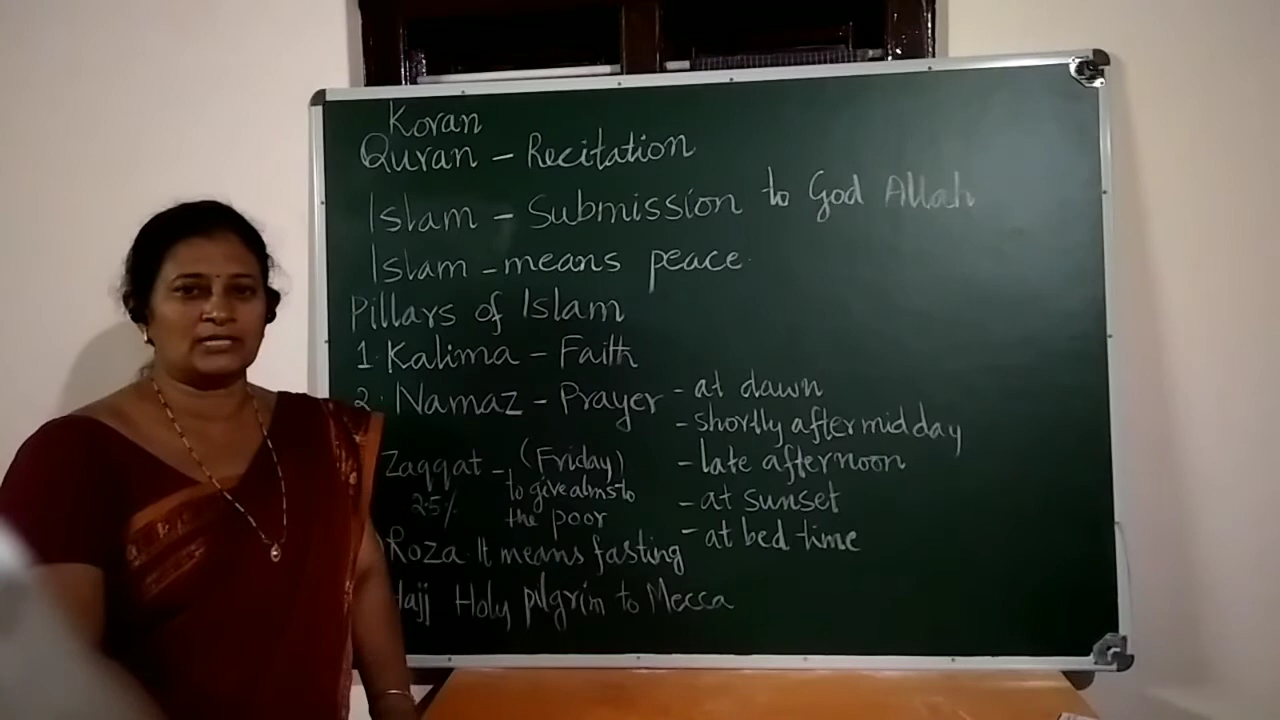 Koran
Quran - Recitation
Islam - Submission to God Allah
Islam - means peace.
Pillars of Islam
1. Kalima - Faith
2. Namaz - Prayer - at dawn
- shortly after mid day
(Friday) - late afternoon
Zaqqat - to give alms to
2.5% the poor - at sunset
- at bed time
Roza. It means fasting
Hajj Holy pilgrim to Mecca